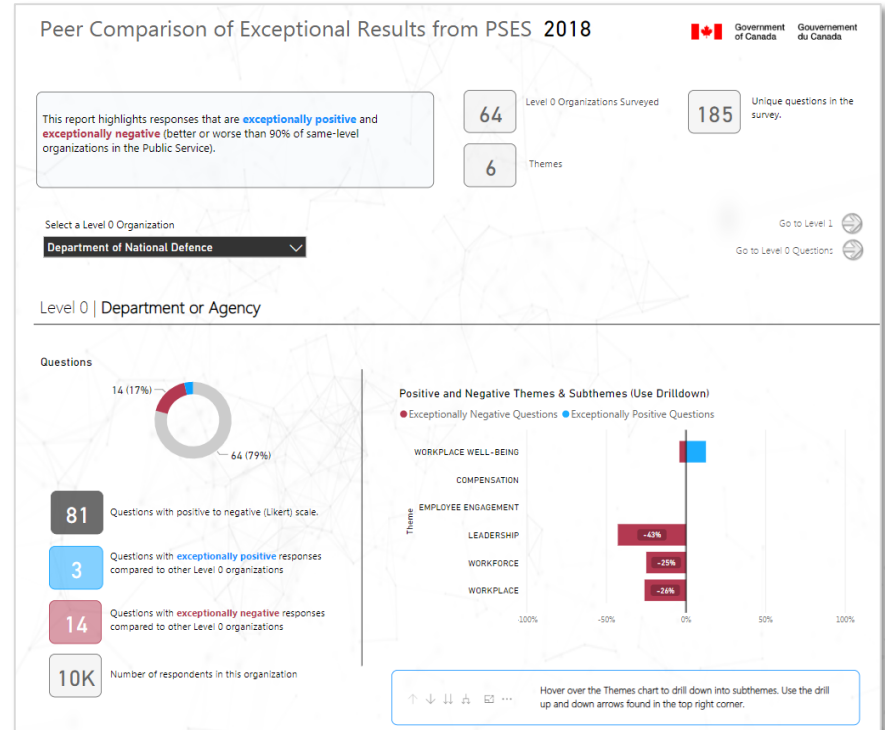 Peer Comparison of Exceptional Results from PSES 2018
Government of Canada
Gouvernement du Canada
This report highlights responses that are exceptionally positive and
exceptionally negative (better or worse than 90% of same-level
organizations in the Public Service).
64
Level 0 Organizations Surveyed
185
Unique questions in the
survey.
6
Themes
Select a Level 0 Organization
Department of National Defence
Go to Level 1
Go to Level 0 Questions
Level 0 | Department or Agency
Questions
14 (17%)
64 (79%)
81
Questions with positive to negative (Likert) scale.
3
Questions with exceptionally positive responses
compared to other Level 0 organizations
14
Questions with exceptionally negative responses
compared to other Level 0 organizations
10K
Number of respondents in this organization
Positive and Negative Themes & Subthemes (Use Drilldown)
Exceptionally Negative Questions Exceptionally Positive Questions
Theme
WORKPLACE WELL-BEING
COMPENSATION
EMPLOYEE ENGAGEMENT
LEADERSHIP
-43%
WORKFORCE
-25%
WORKPLACE
-26%
-100% -50% 0% 50% 100%
Hover over the Themes chart to drill down into subthemes. Use the drill
up and down arrows found in the top right corner.